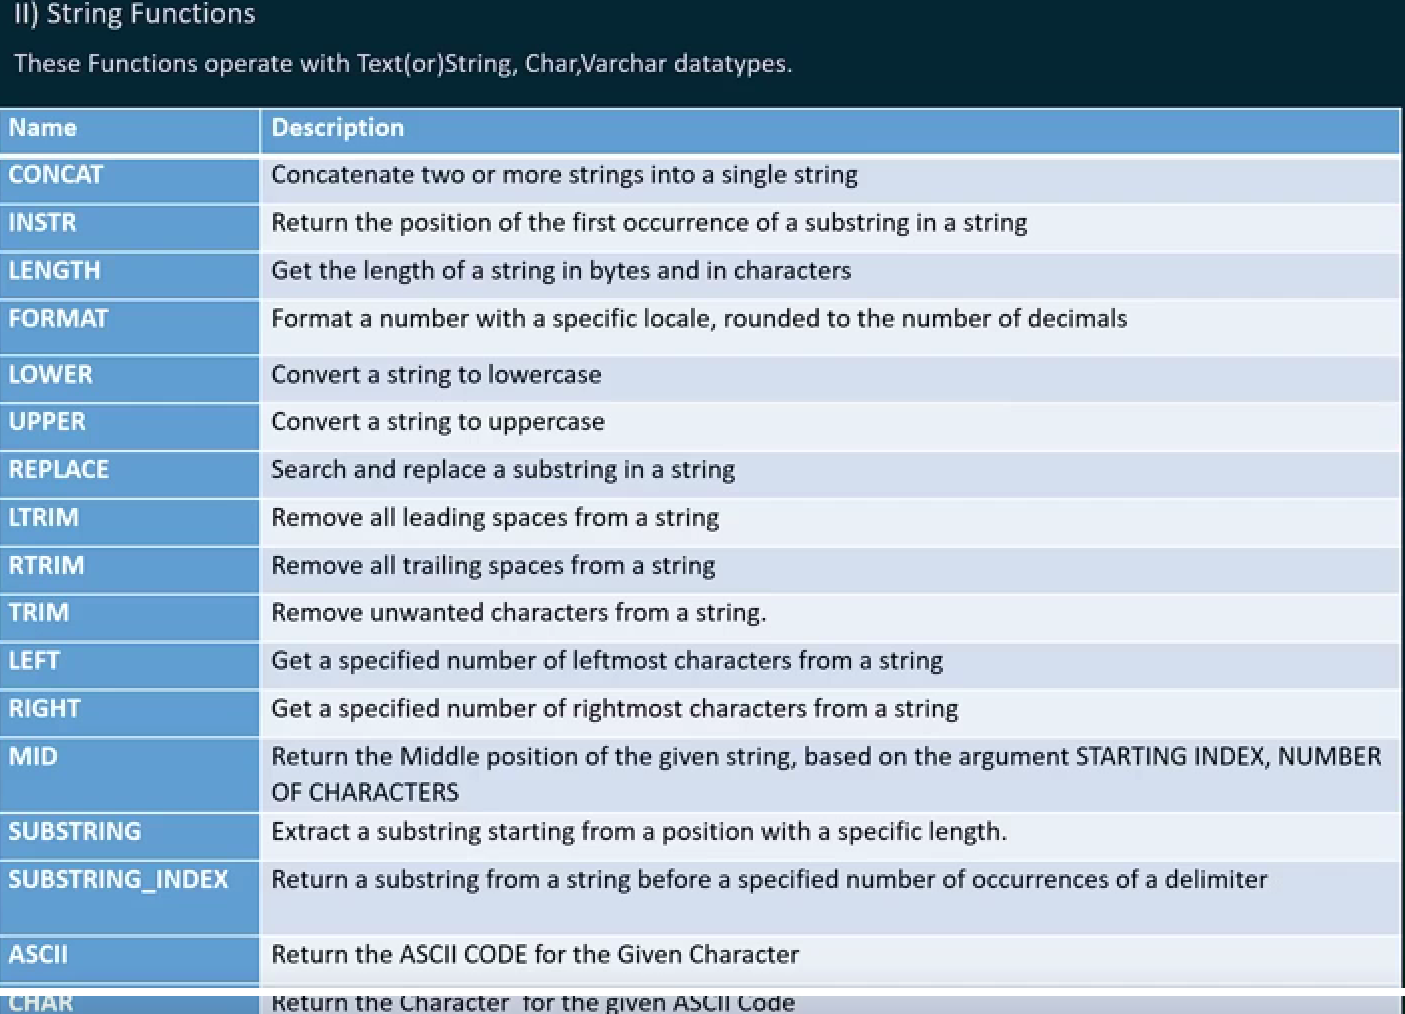 II) String Functions
These Functions operate with Text(or)String, Char,Varchar datatypes.
Name Description
CONCAT Concatenate two or more strings into a single string
INSTR Return the position of the first occurrence of a substring in a string
LENGTH Get the length of a string in bytes and in characters
FORMAT Format a number with a specific locale, rounded to the number of decimals
LOWER Convert a string to lowercase
UPPER Convert a string to uppercase
REPLACE Search and replace a substring in a string
LTRIM Remove all leading spaces from a string
RTRIM Remove all trailing spaces from a string
TRIM Remove unwanted characters from a string.
LEFT Get a specified number of leftmost characters from a string
RIGHT Get a specified number of rightmost characters from a string
MID Return the Middle position of the given string, based on the argument STARTING INDEX, NUMBER
OF CHARACTERS
SUBSTRING Extract a substring starting from a position with a specific length.
SUBSTRING_INDEX Return a substring from a string before a specified number of occurrences of a delimiter
ASCII Return the ASCII CODE for the Given Character
CHAR Return the Character for the given ASCII Code